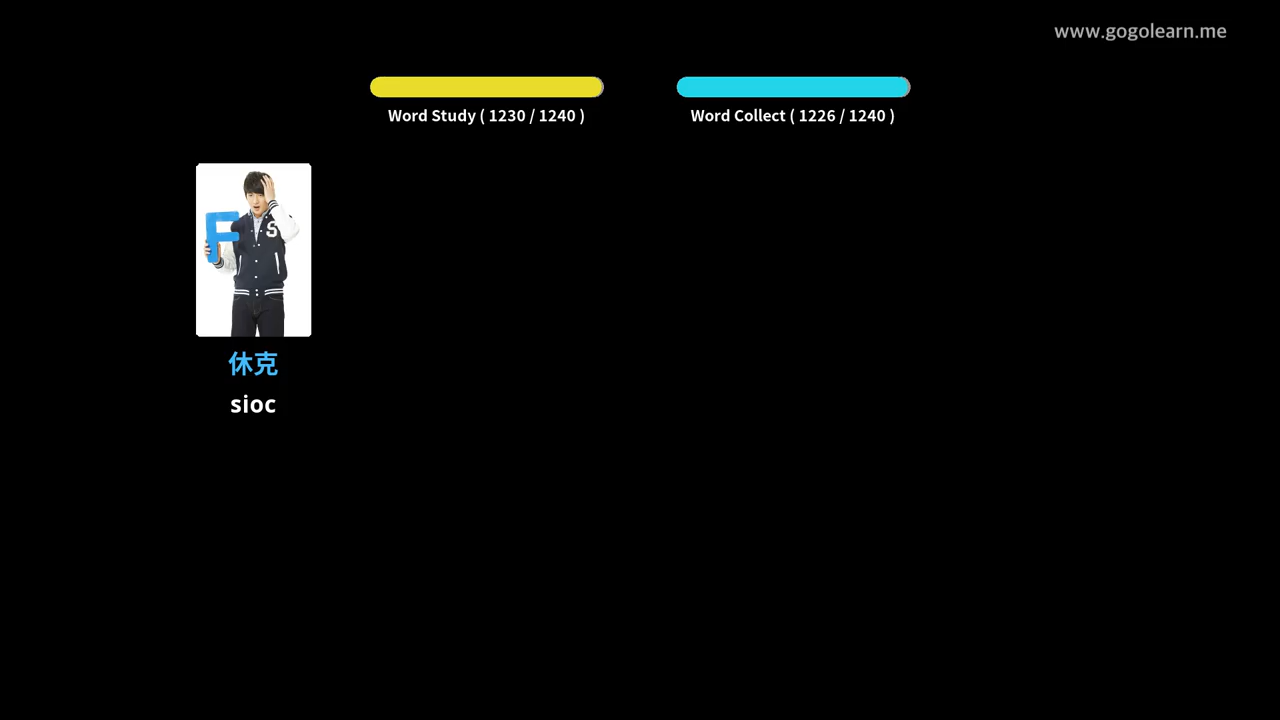 www.gogolearn.me
Word Study ( 1230 / 1240 )
Word Collect ( 1226 / 1240 )
F
S
休克
sioc